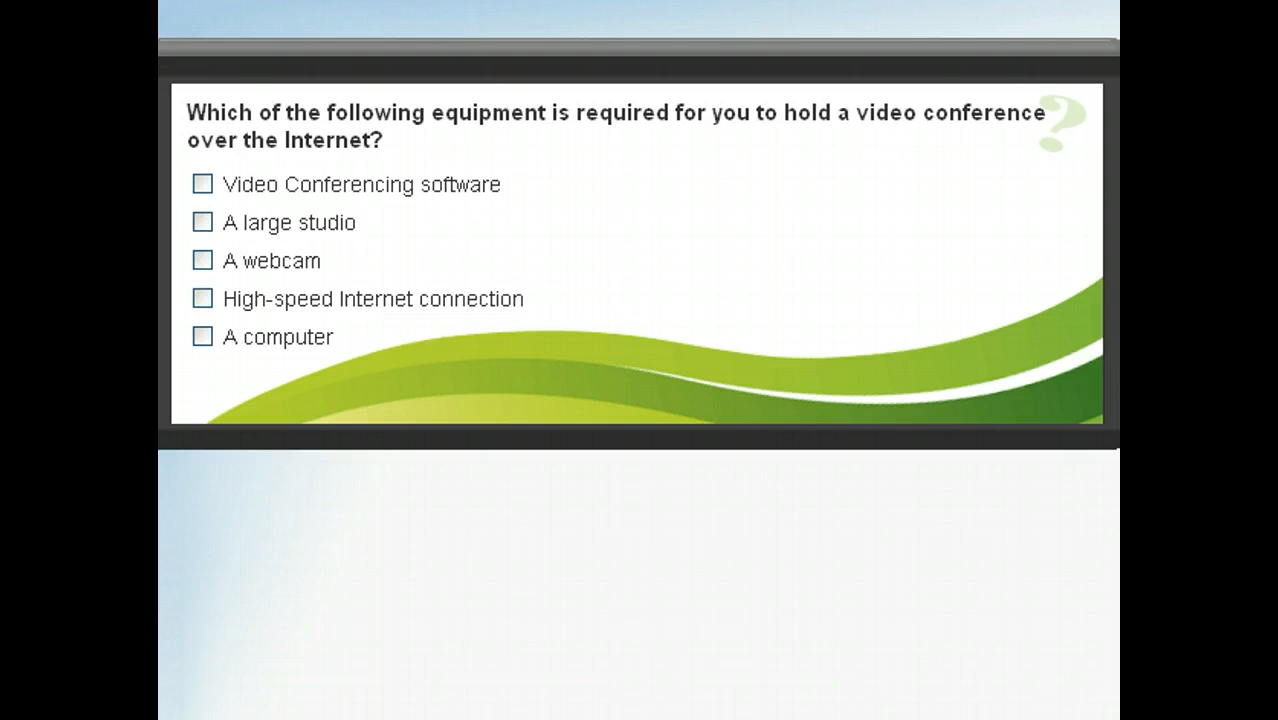 Which of the following equipment is required for you to hold a video conference
over the Internet?
Video Conferencing software
A large studio
A webcam
High-speed Internet connection
A computer
?